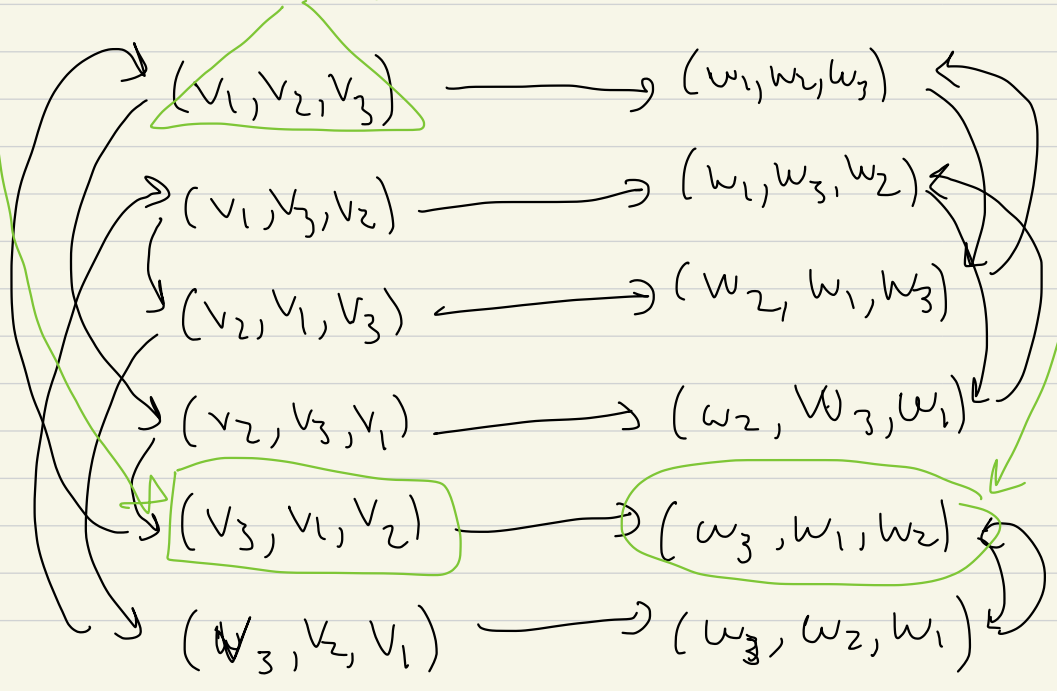 (V₁, V₂, V₃) → (w₁, w₂, w₃)
(V₁, V₃, V₂) → (w₁, w₃, w₂)
(V₂, V₁, V₃) ↔ (w₂, w₁, w₃)
(V₂, V₃, V₁) → (w₂, w₃, w₁)
(V₃, V₁, V₂) → (w₃, w₁, w₂)
(V₃, V₂, V₁) → (w₃, w₂, w₁)